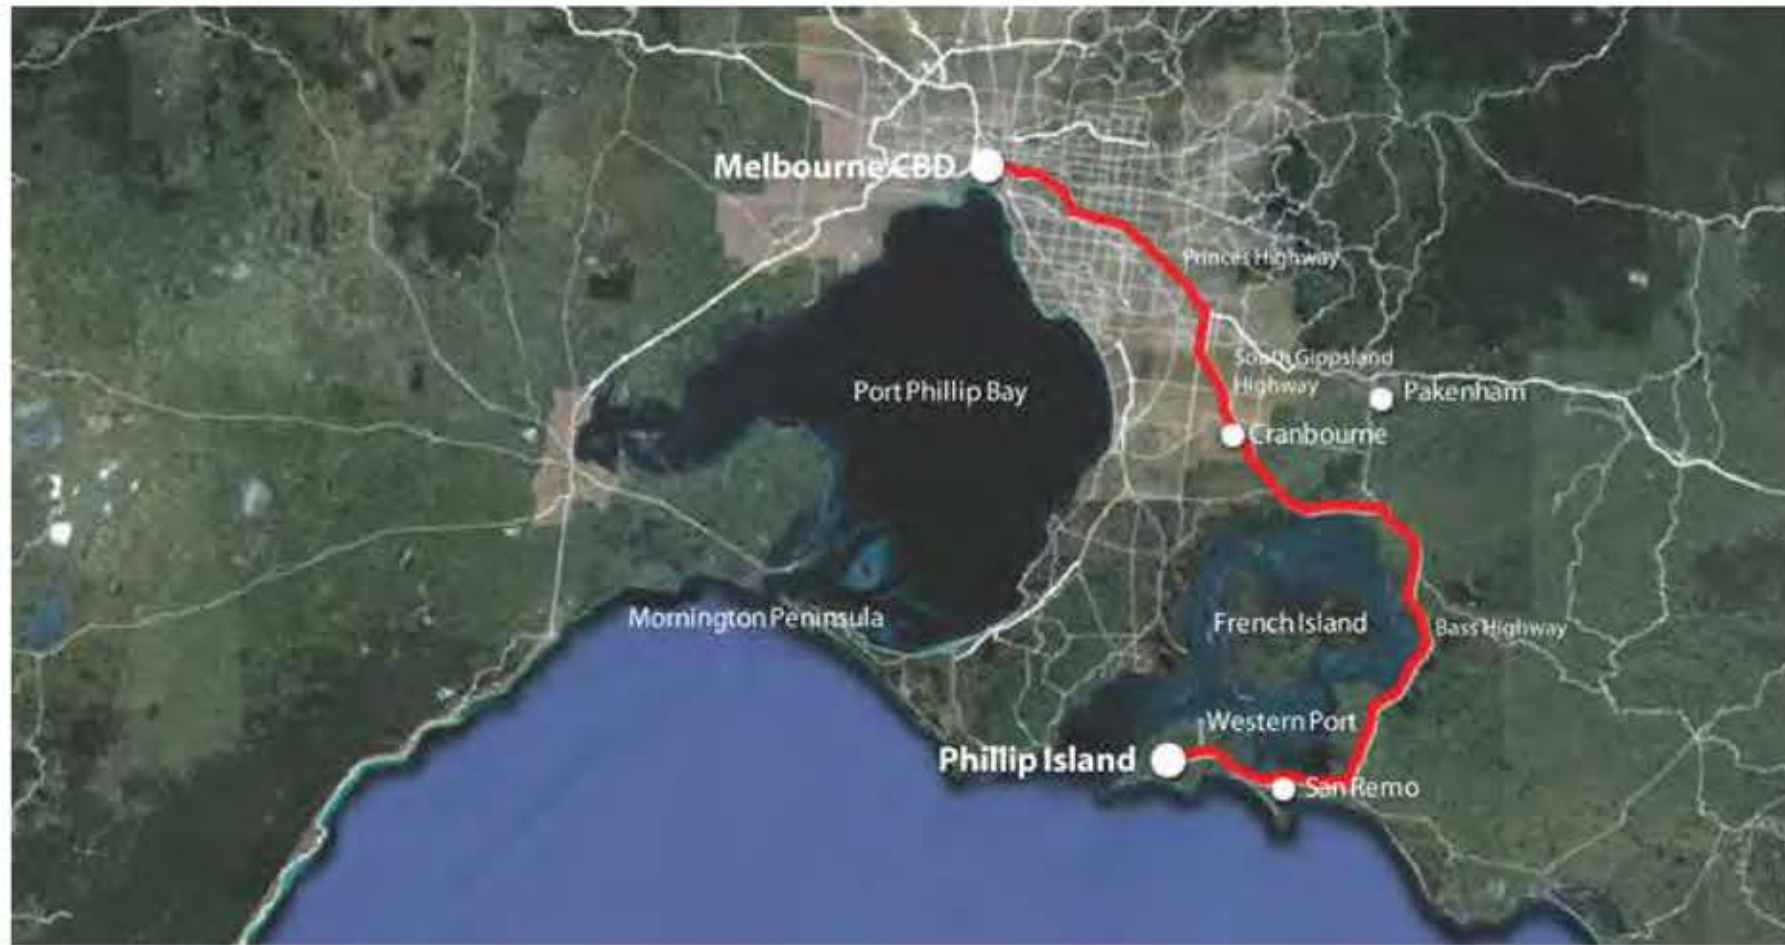 Melbourne CBD
Princes Highway
South Gippsland
Highway
Port Phillip Bay
Pakenham
Cranbourne
Mornington Peninsula
French Island
Bass Highway
Western Port
Phillip Island
San Remo